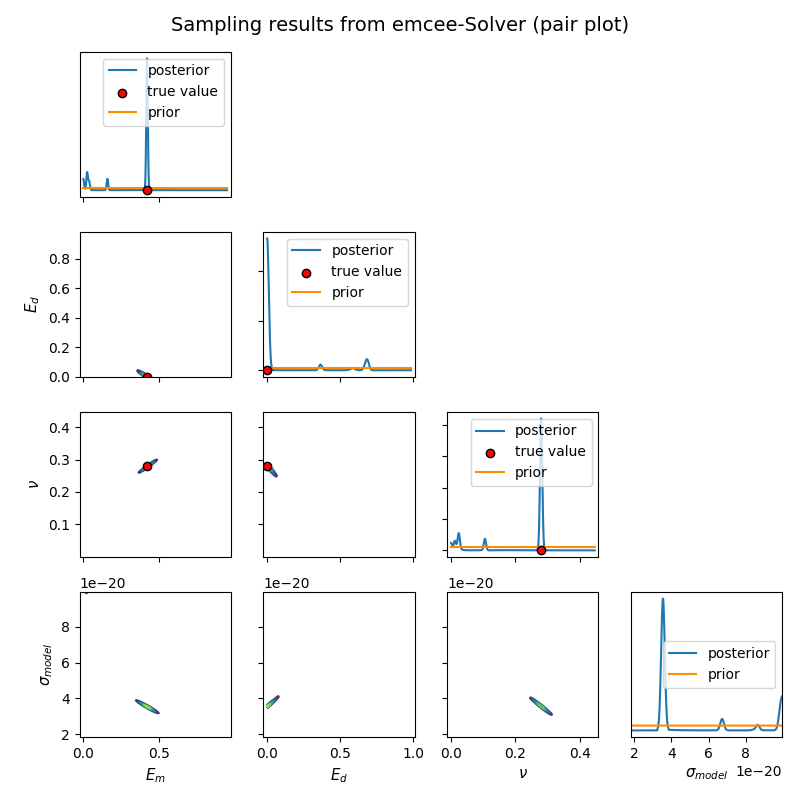 Sampling results from emcee-Solver (pair plot)
posterior
true value
prior
0.8
0.6
0.4
0.2
0.0
E_d
posterior
true value
prior
0.4
0.3
0.2
0.1
ν
posterior
true value
prior
1e−20
1e−20
1e−20
8
6
4
2
σ_model
posterior
prior
0.0 0.5
0.0 0.5 1.0
0.0 0.2 0.4
2 4 6 8
1e−20
E_m
E_d
ν
σ_model